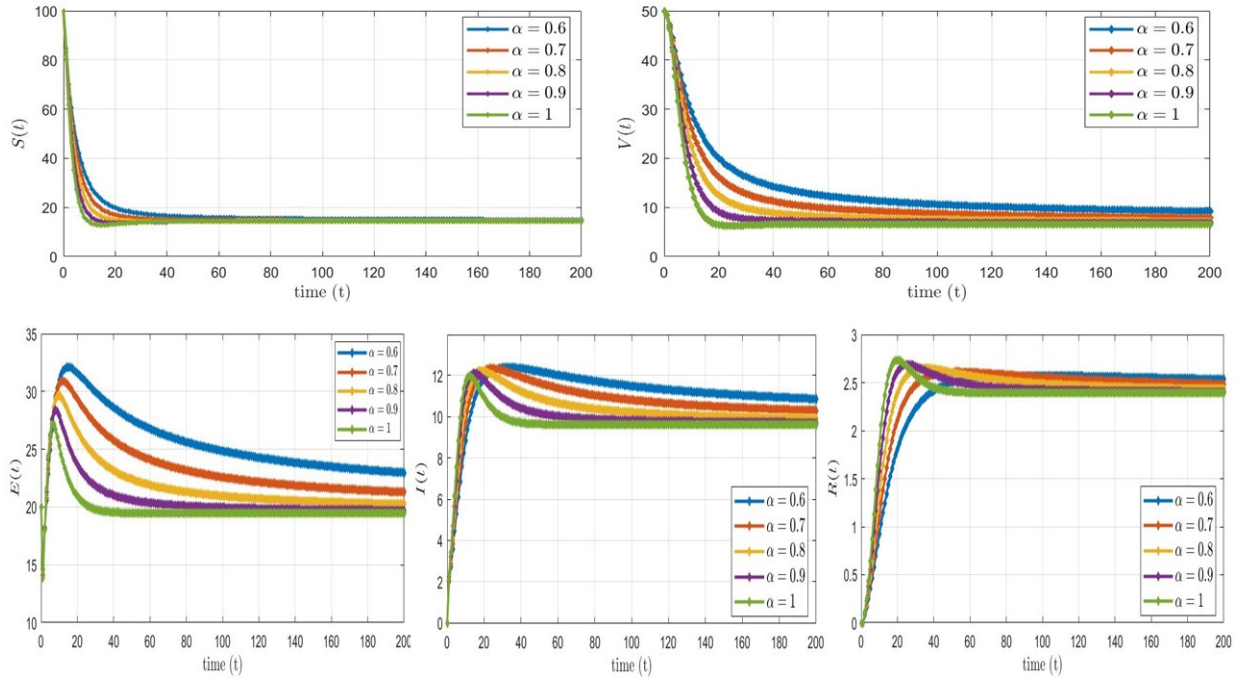 100
80
60
40
20
0
S(t)
0 20 40 60 80 100 120 140 160 180 200
time (t)
α = 0.6
α = 0.7
α = 0.8
α = 0.9
α = 1
50
40
30
20
10
0
V(t)
0 20 40 60 80 100 120 140 160 180 200
time (t)
α = 0.6
α = 0.7
α = 0.8
α = 0.9
α = 1
35
30
25
20
15
10
E(t)
0 20 40 60 80 100 120 140 160 180 200
time (t)
α = 0.6
α = 0.7
α = 0.8
α = 0.9
α = 1
12
10
8
6
4
2
0
I(t)
0 20 40 60 80 100 120 140 160 180 200
time (t)
α = 0.6
α = 0.7
α = 0.8
α = 0.9
α = 1
3
2.5
2
1.5
1
0.5
0
R(t)
0 20 40 60 80 100 120 140 160 180 200
time (t)
α = 0.6
α = 0.7
α = 0.8
α = 0.9
α = 1